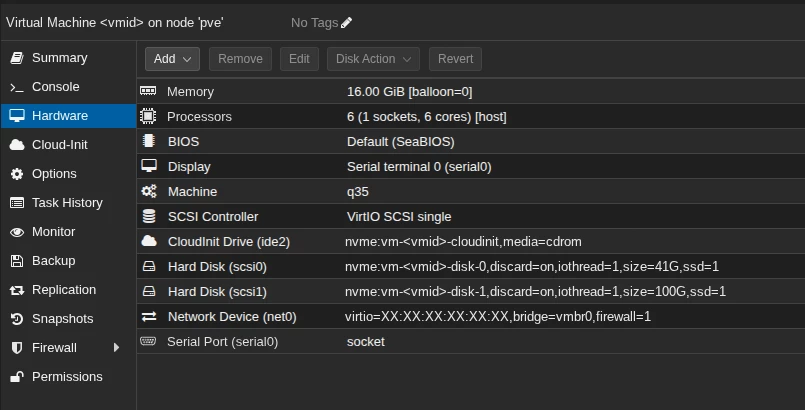 Virtual Machine <vmid> on node 'pve' No Tags
Summary
Console
Hardware
Cloud-Init
Options
Task History
Monitor
Backup
Replication
Snapshots
Firewall
Permissions
Add Remove Edit Disk Action Revert
Memory 16.00 GiB [balloon=0]
Processors 6 (1 sockets, 6 cores) [host]
BIOS Default (SeaBIOS)
Display Serial terminal 0 (serial0)
Machine q35
SCSI Controller VirtIO SCSI single
CloudInit Drive (ide2) nvme:vm-<vmid>-cloudinit,media=cdrom
Hard Disk (scsi0) nvme:vm-<vmid>-disk-0,discard=on,iothread=1,size=41G,ssd=1
Hard Disk (scsi1) nvme:vm-<vmid>-disk-1,discard=on,iothread=1,size=100G,ssd=1
Network Device (net0) virtio=XX:XX:XX:XX:XX:XX,bridge=vmbr0,firewall=1
Serial Port (serial0) socket